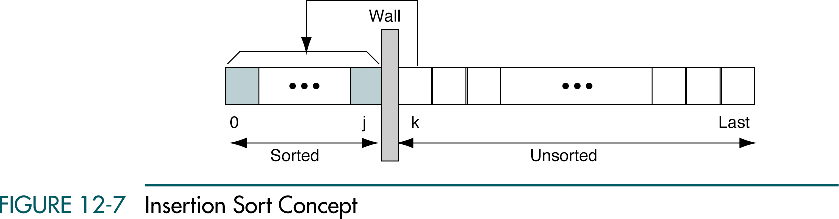 Wall
••• •••
0 j k Last
Sorted Unsorted
FIGURE 12-7 Insertion Sort Concept